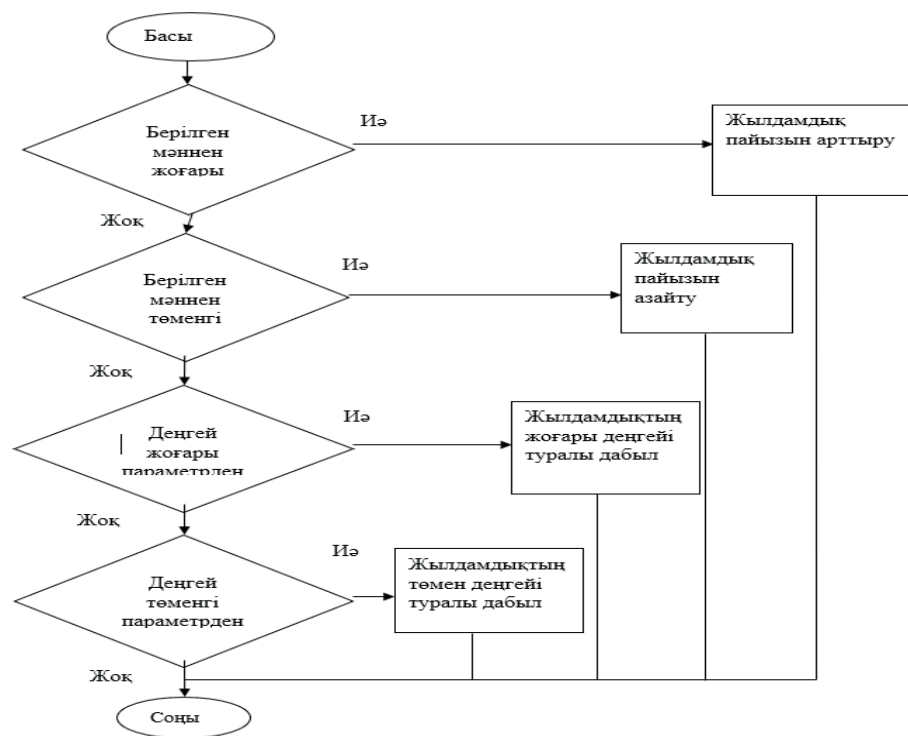 Басы
Берілген
мәннен
жоғары
Иә
Жылдамдық
пайызын арттыру
Жоқ
Берілген
мәннен
төменгі
Иә
Жылдамдық
пайызын
азайту
Жоқ
Деңгей
жоғары
параметрден
Иә
Жылдамдықтың
жоғары деңгейі
туралы дабыл
Жоқ
Деңгей
төменгі
параметрден
Иә
Жылдамдықтың
төмен деңгейі
туралы дабыл
Жоқ
Соңы